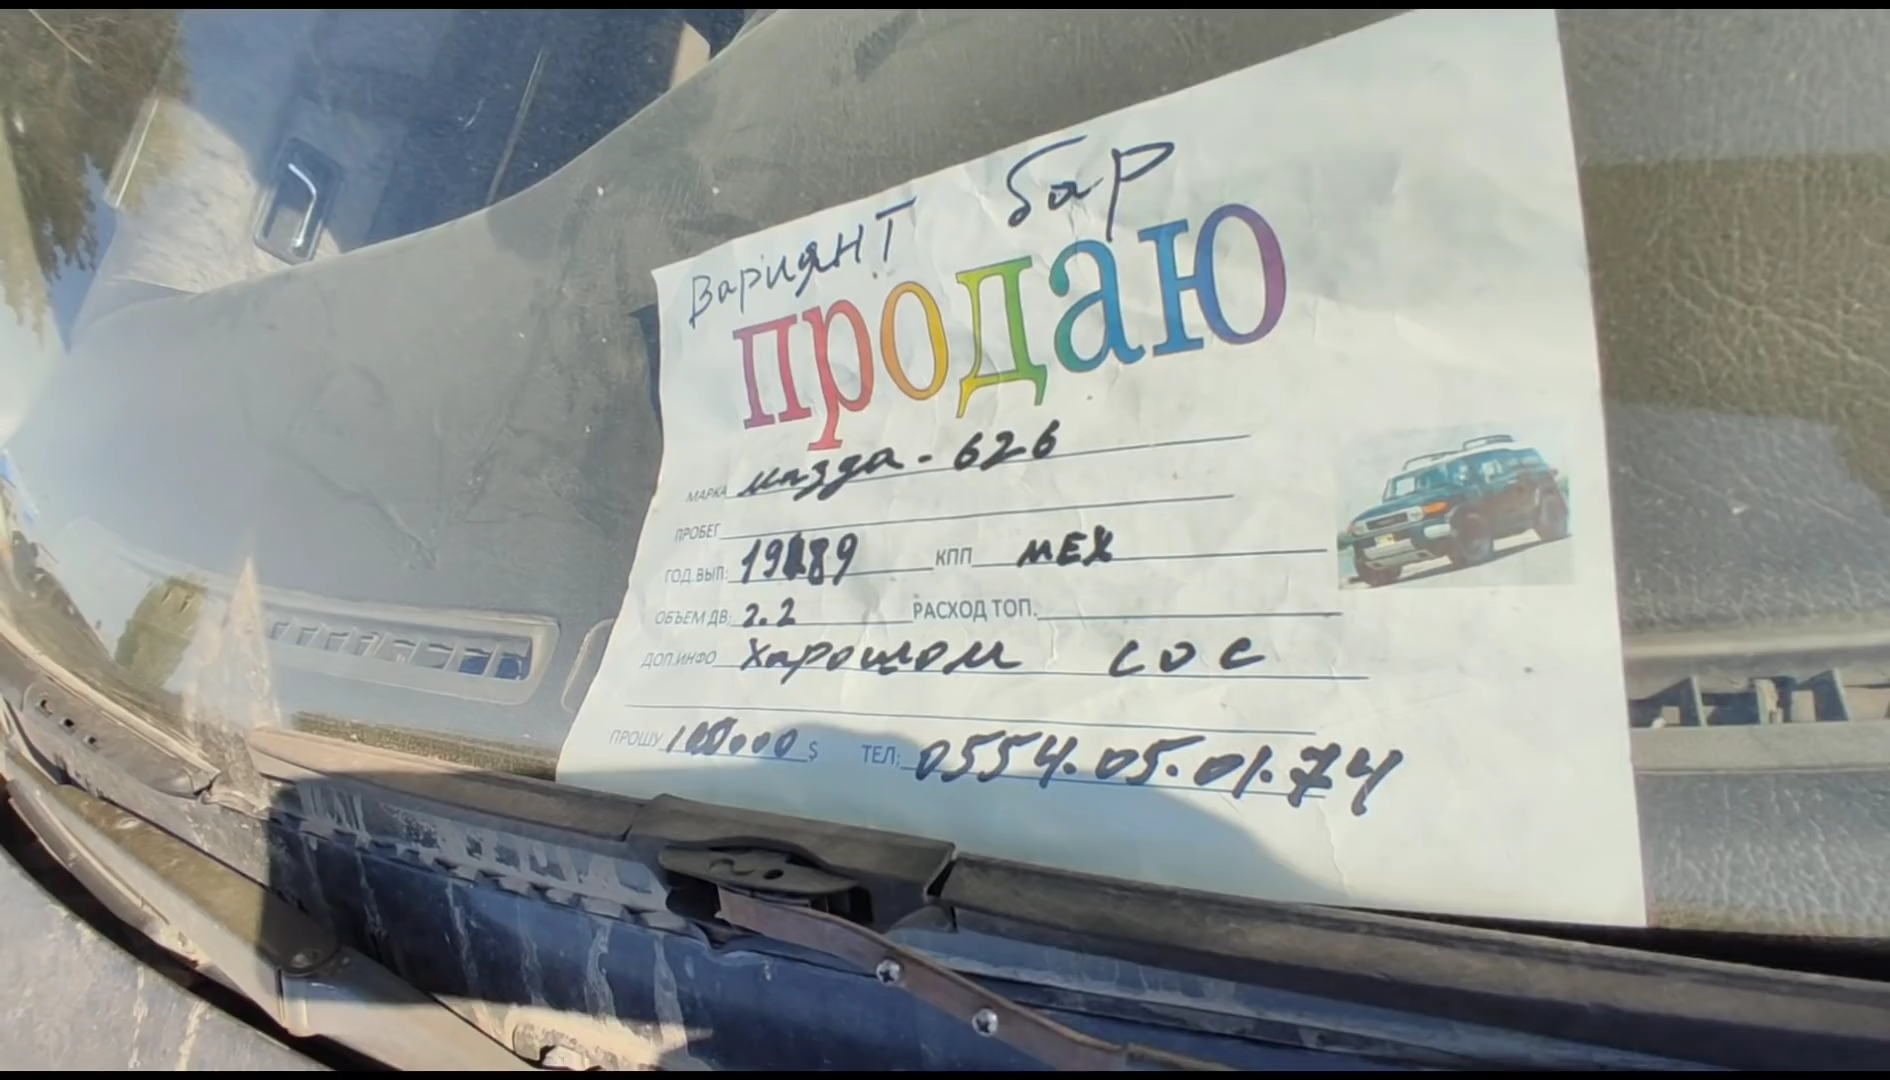 Вариянт бар
продаю
МАРКА мазда - 626
ПРОБЕГ
ГОД.ВЫП: 1989 КПП МЕХ
ОБЪЕМ ДВ: 2.2 РАСХОД ТОП.
ДОП.ИНФО Харошом сос
ПРОШУ 100000 $ ТЕЛ: 0554.05.01.74